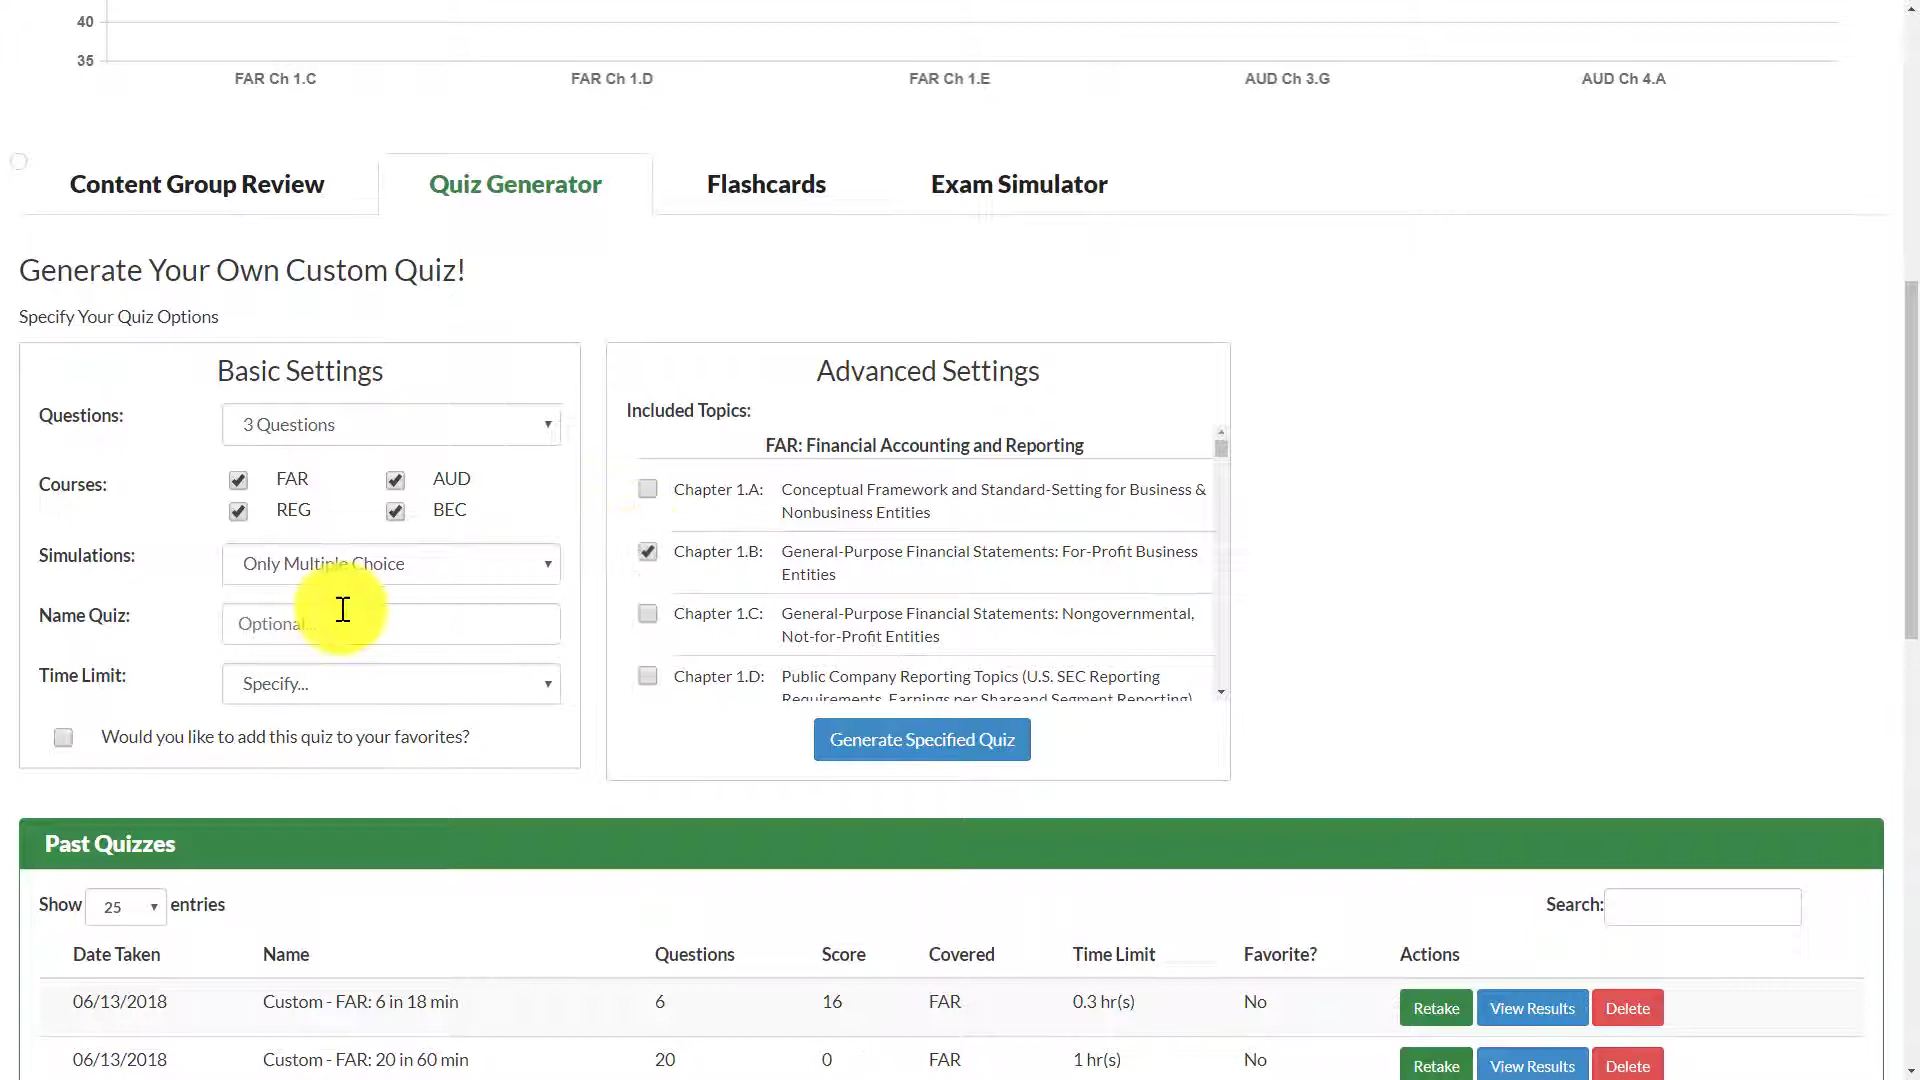 40
35
FAR Ch 1.C FAR Ch 1.D FAR Ch 1.E AUD Ch 3.G AUD Ch 4.A
Content Group Review Quiz Generator Flashcards Exam Simulator
Generate Your Own Custom Quiz!
Specify Your Quiz Options
Basic Settings
Questions: 3 Questions
Courses: FAR AUD
REG BEC
Simulations: Only Multiple Choice
Name Quiz: Optional...
Time Limit: Specify...
Would you like to add this quiz to your favorites?
Advanced Settings
Included Topics:
FAR: Financial Accounting and Reporting
Chapter 1.A: Conceptual Framework and Standard-Setting for Business &
Nonbusiness Entities
Chapter 1.B: General-Purpose Financial Statements: For-Profit Business
Entities
Chapter 1.C: General-Purpose Financial Statements: Nongovernmental,
Not-for-Profit Entities
Chapter 1.D: Public Company Reporting Topics (U.S. SEC Reporting
Requirements, Earnings per Shareand Segment Reporting)
Generate Specified Quiz
Past Quizzes
Show 25 entries Search:
Date Taken Name Questions Score Covered Time Limit Favorite? Actions
06/13/2018 Custom - FAR: 6 in 18 min 6 16 FAR 0.3 hr(s) No Retake View Results Delete
06/13/2018 Custom - FAR: 20 in 60 min 20 0 FAR 1 hr(s) No Retake View Results Delete